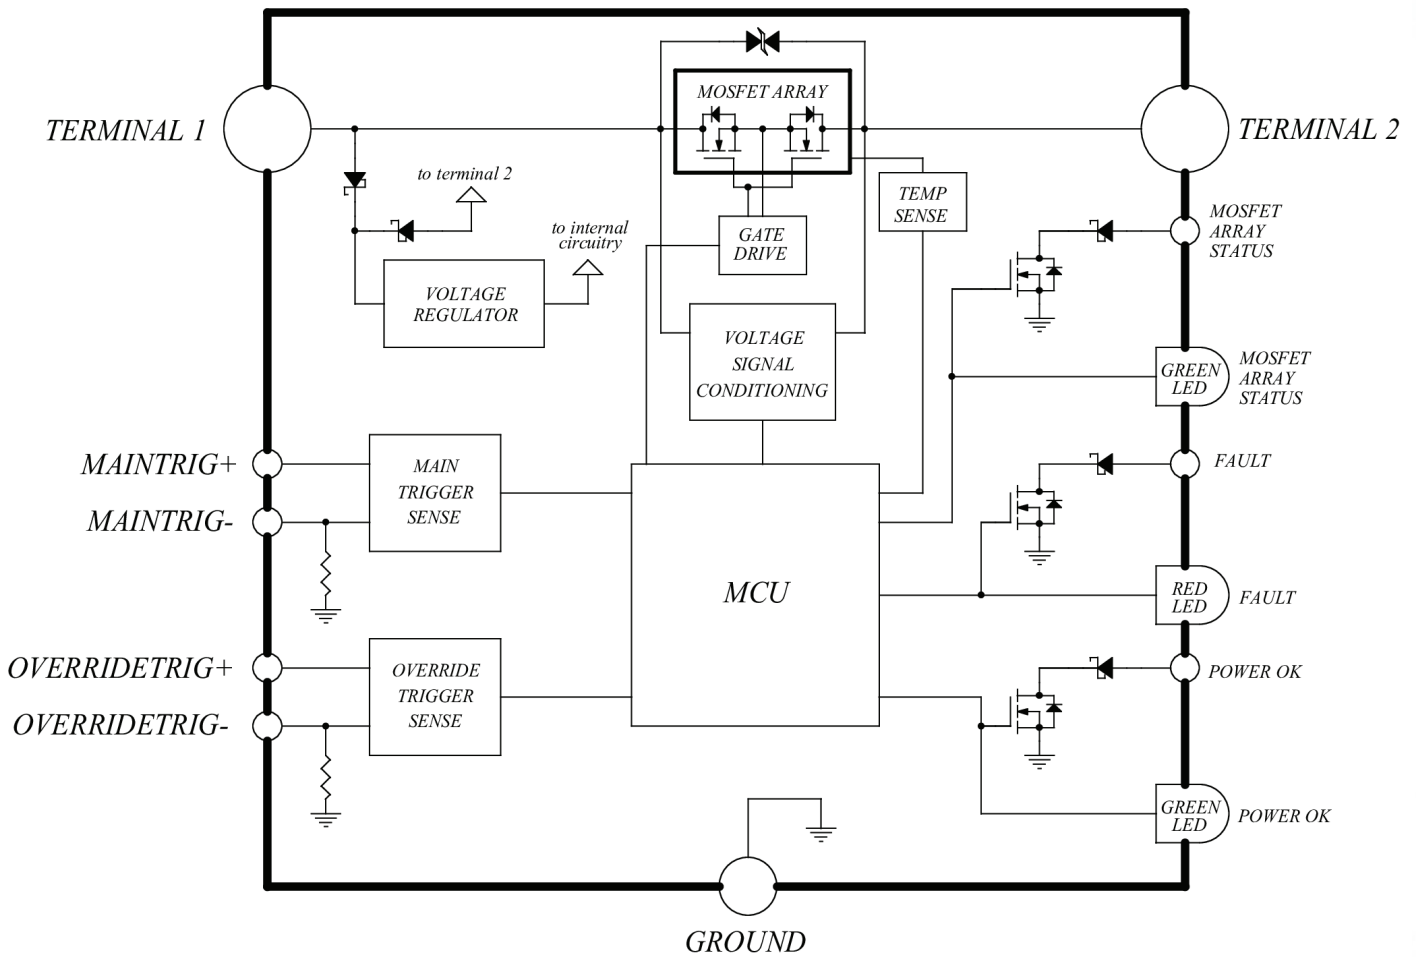 MOSFET ARRAY
TERMINAL 1
TERMINAL 2
to terminal 2
TEMP
SENSE
MOSFET
ARRAY
STATUS
to internal
circuitry
GATE
DRIVE
VOLTAGE
REGULATOR
VOLTAGE
SIGNAL
CONDITIONING
GREEN
LED
MOSFET
ARRAY
STATUS
MAINTRIG+
MAIN
TRIGGER
SENSE
MAINTRIG-
FAULT
MCU
RED
LED
FAULT
OVERRIDETRIG+
OVERRIDE
TRIGGER
SENSE
OVERRIDETRIG-
POWER OK
GREEN
LED
POWER OK
GROUND